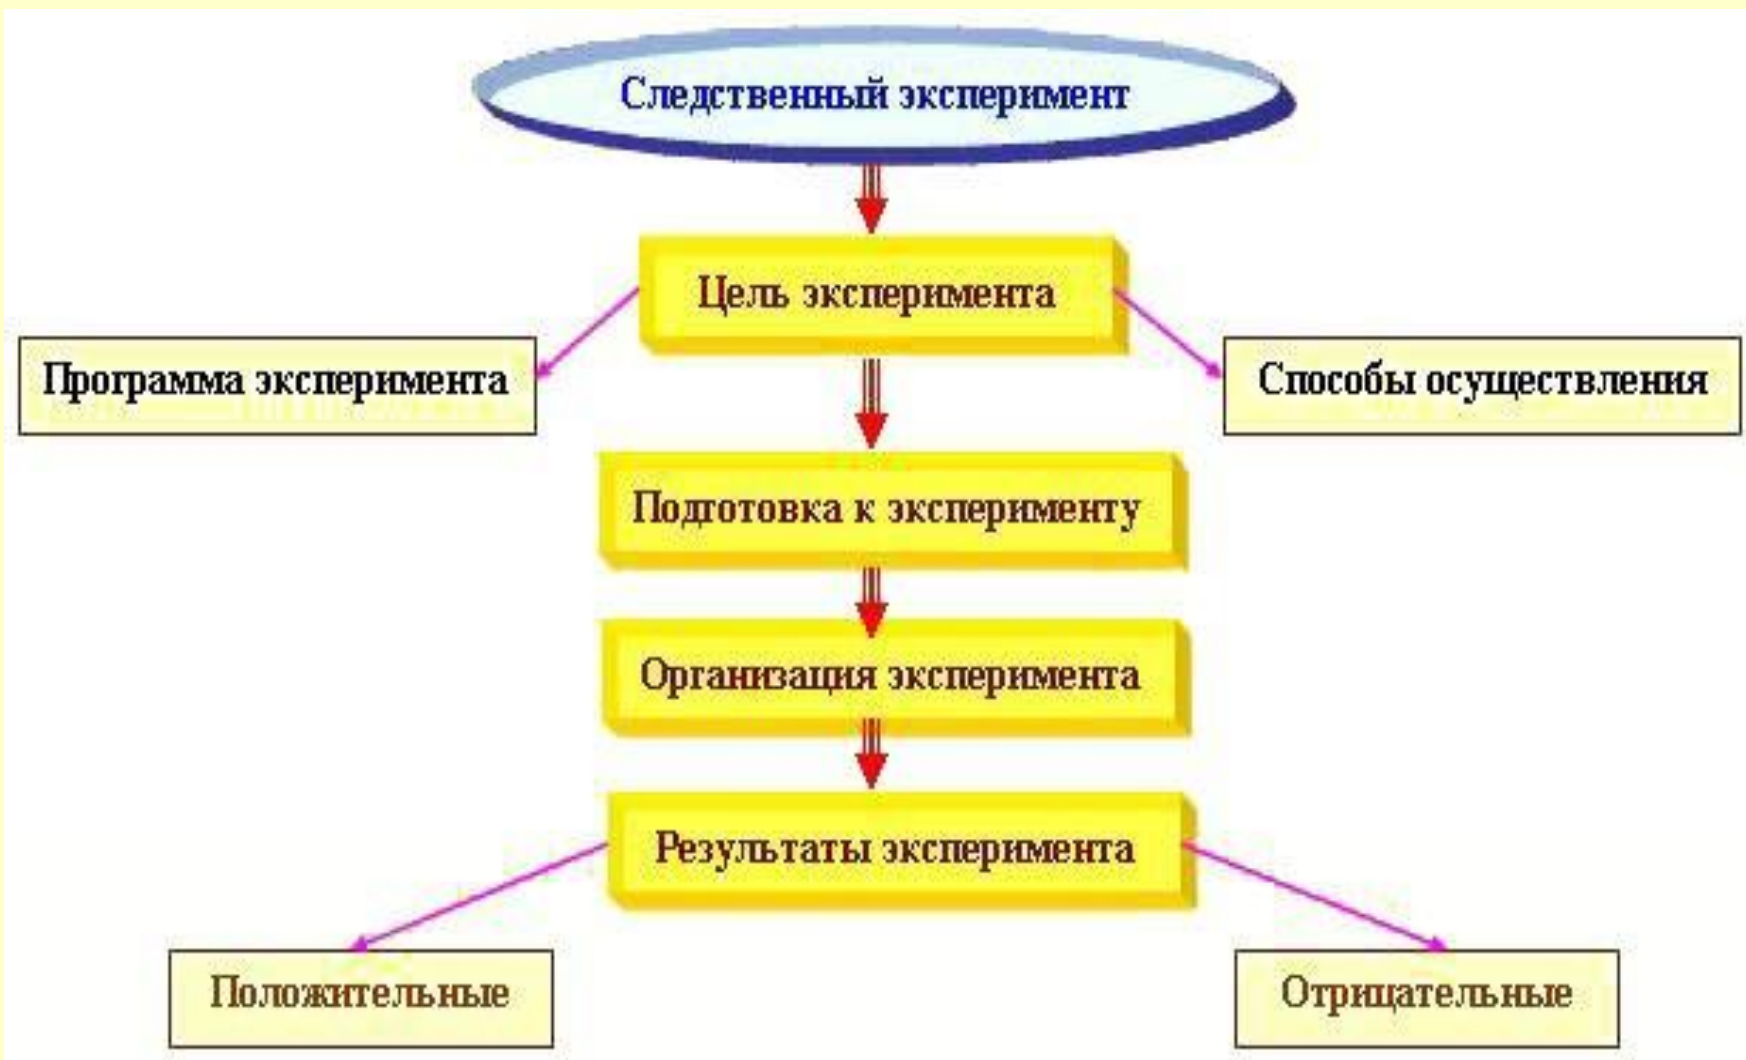 Следственный эксперимент
Цель эксперимента
Программа эксперимента
Способы осуществления
Подготовка к эксперименту
Организация эксперимента
Результаты эксперимента
Положительные
Отрицательные